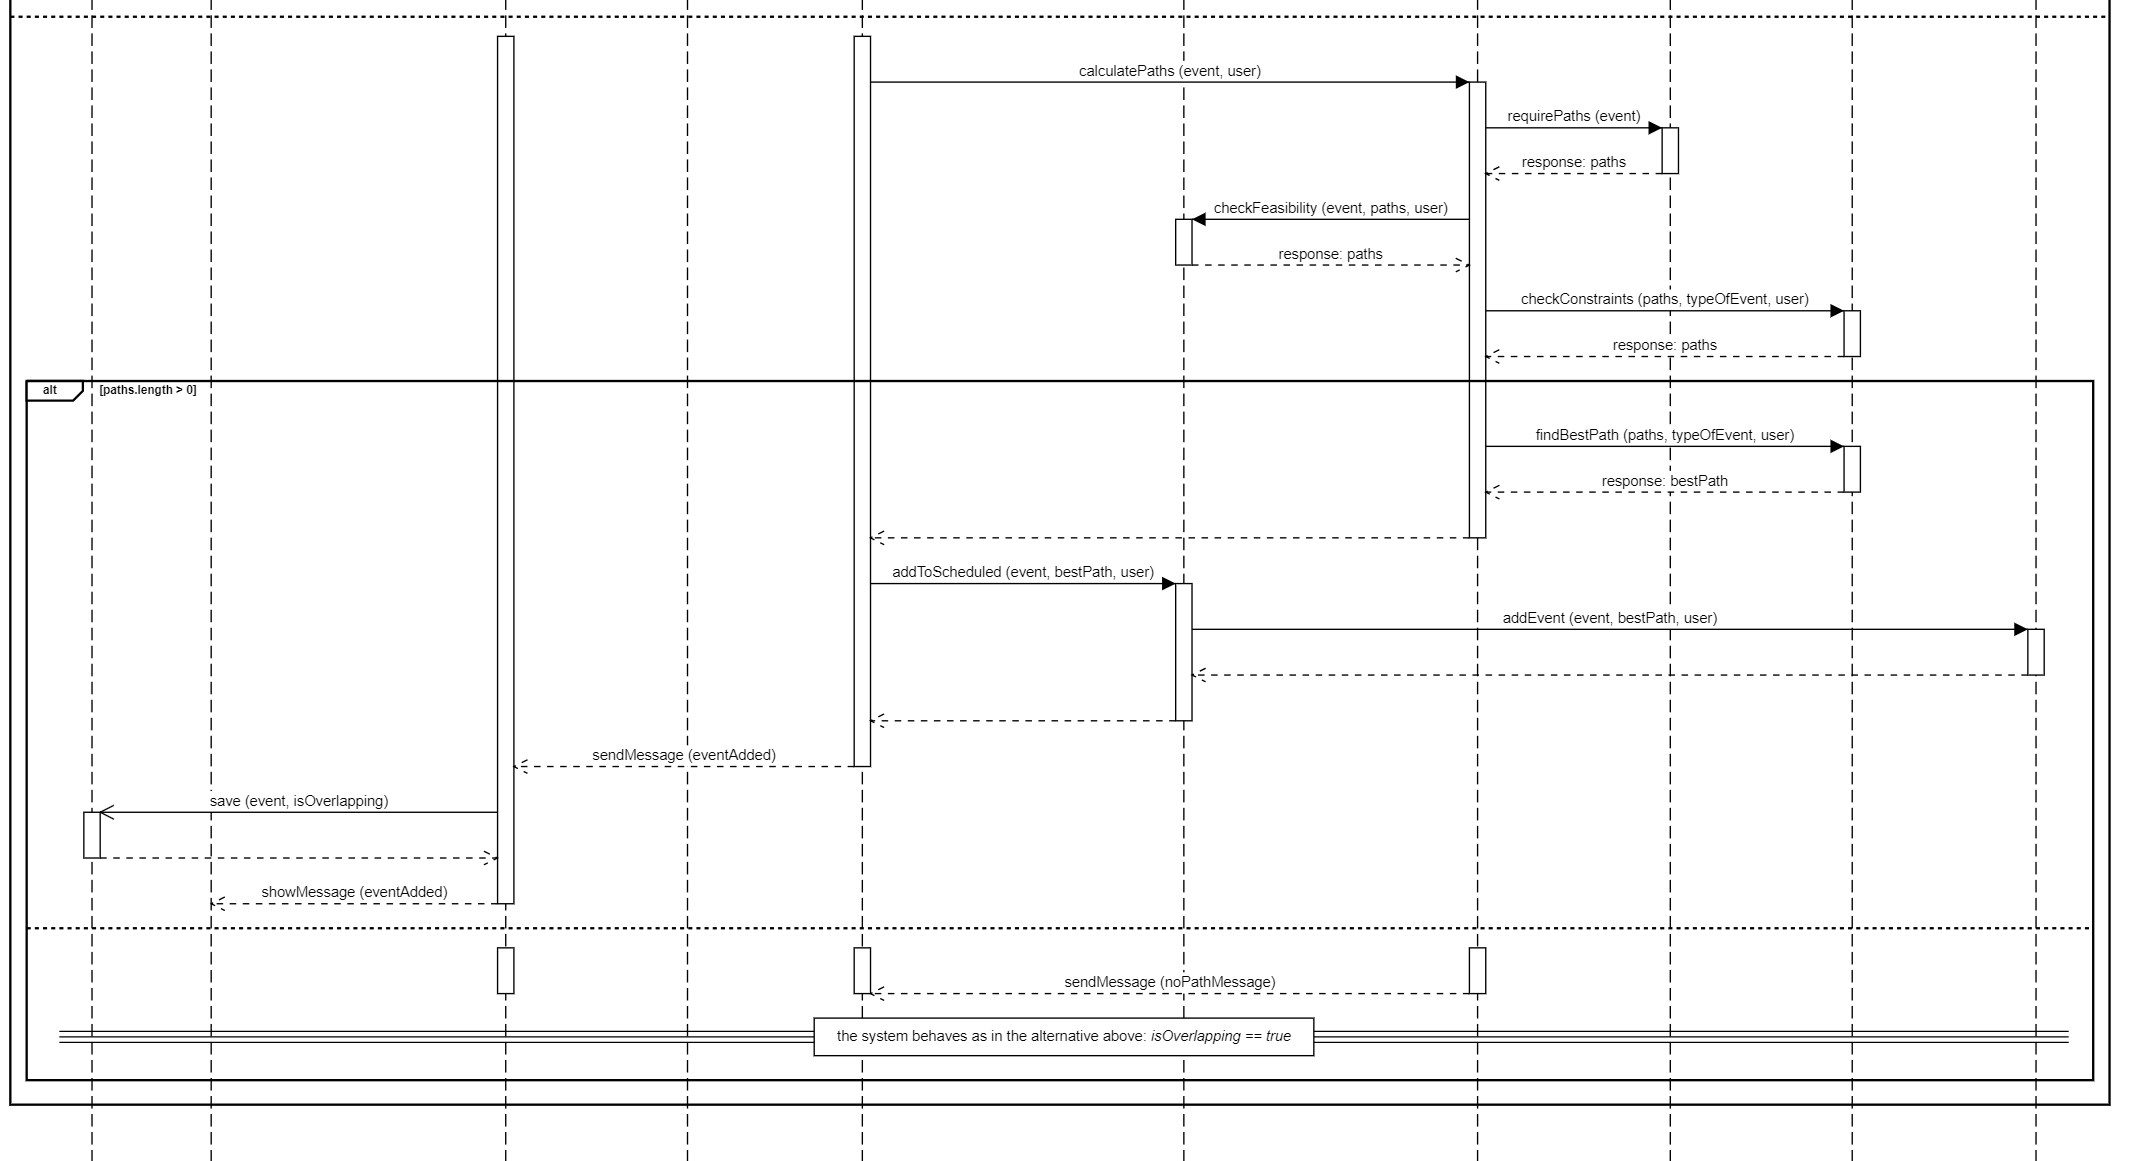 calculatePaths (event, user)
requirePaths (event)
response: paths
checkFeasibility (event, paths, user)
response: paths
checkConstraints (paths, typeOfEvent, user)
response: paths
alt [paths.length > 0]
findBestPath (paths, typeOfEvent, user)
response: bestPath
addToScheduled (event, bestPath, user)
addEvent (event, bestPath, user)
sendMessage (eventAdded)
save (event, isOverlapping)
showMessage (eventAdded)
sendMessage (noPathMessage)
the system behaves as in the alternative above: isOverlapping == true